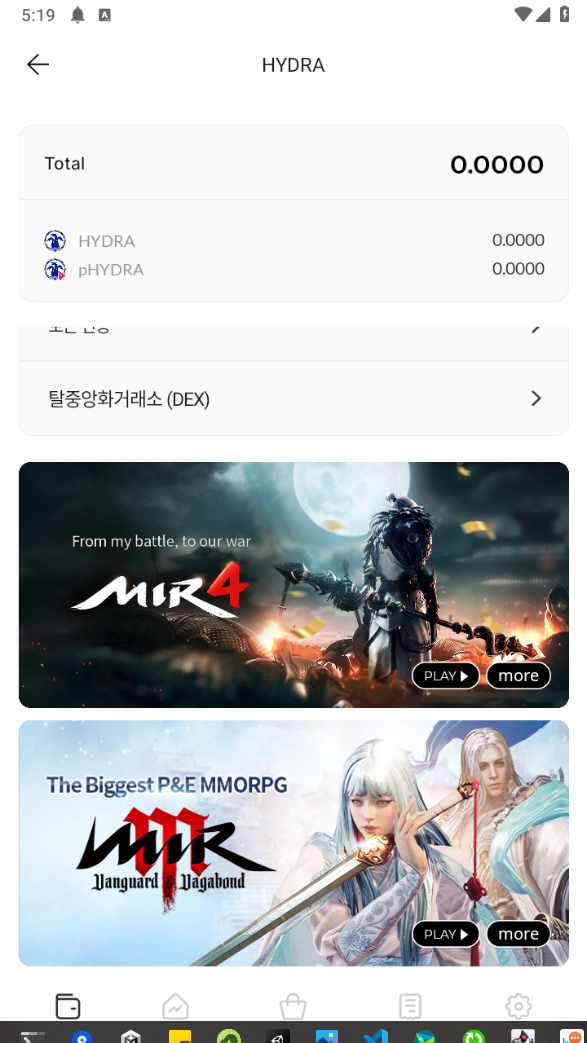 5:19
HYDRA
Total
0.0000
HYDRA
0.0000
pHYDRA
0.0000
탈중앙화거래소 (DEX)
From my battle, to our war
MIR4
PLAY
more
The Biggest P&E MMORPG
MIR M
Vanguard & Vagabond
PLAY
more